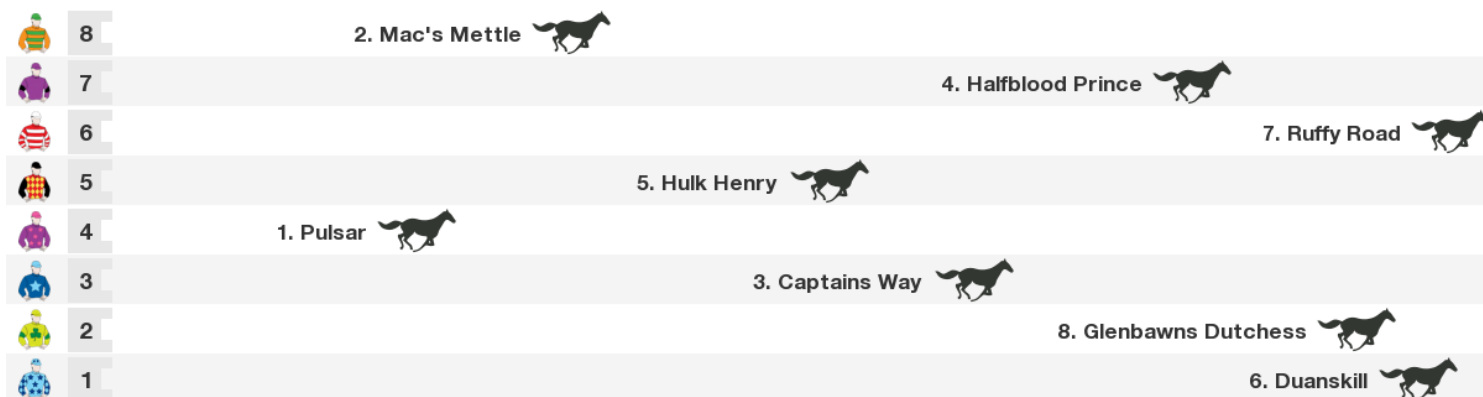 8 2. Mac's Mettle
7 4. Halfblood Prince
6 7. Ruffy Road
5 5. Hulk Henry
4 1. Pulsar
3 3. Captains Way
2 8. Glenbawns Dutchess
1 6. Duanskill